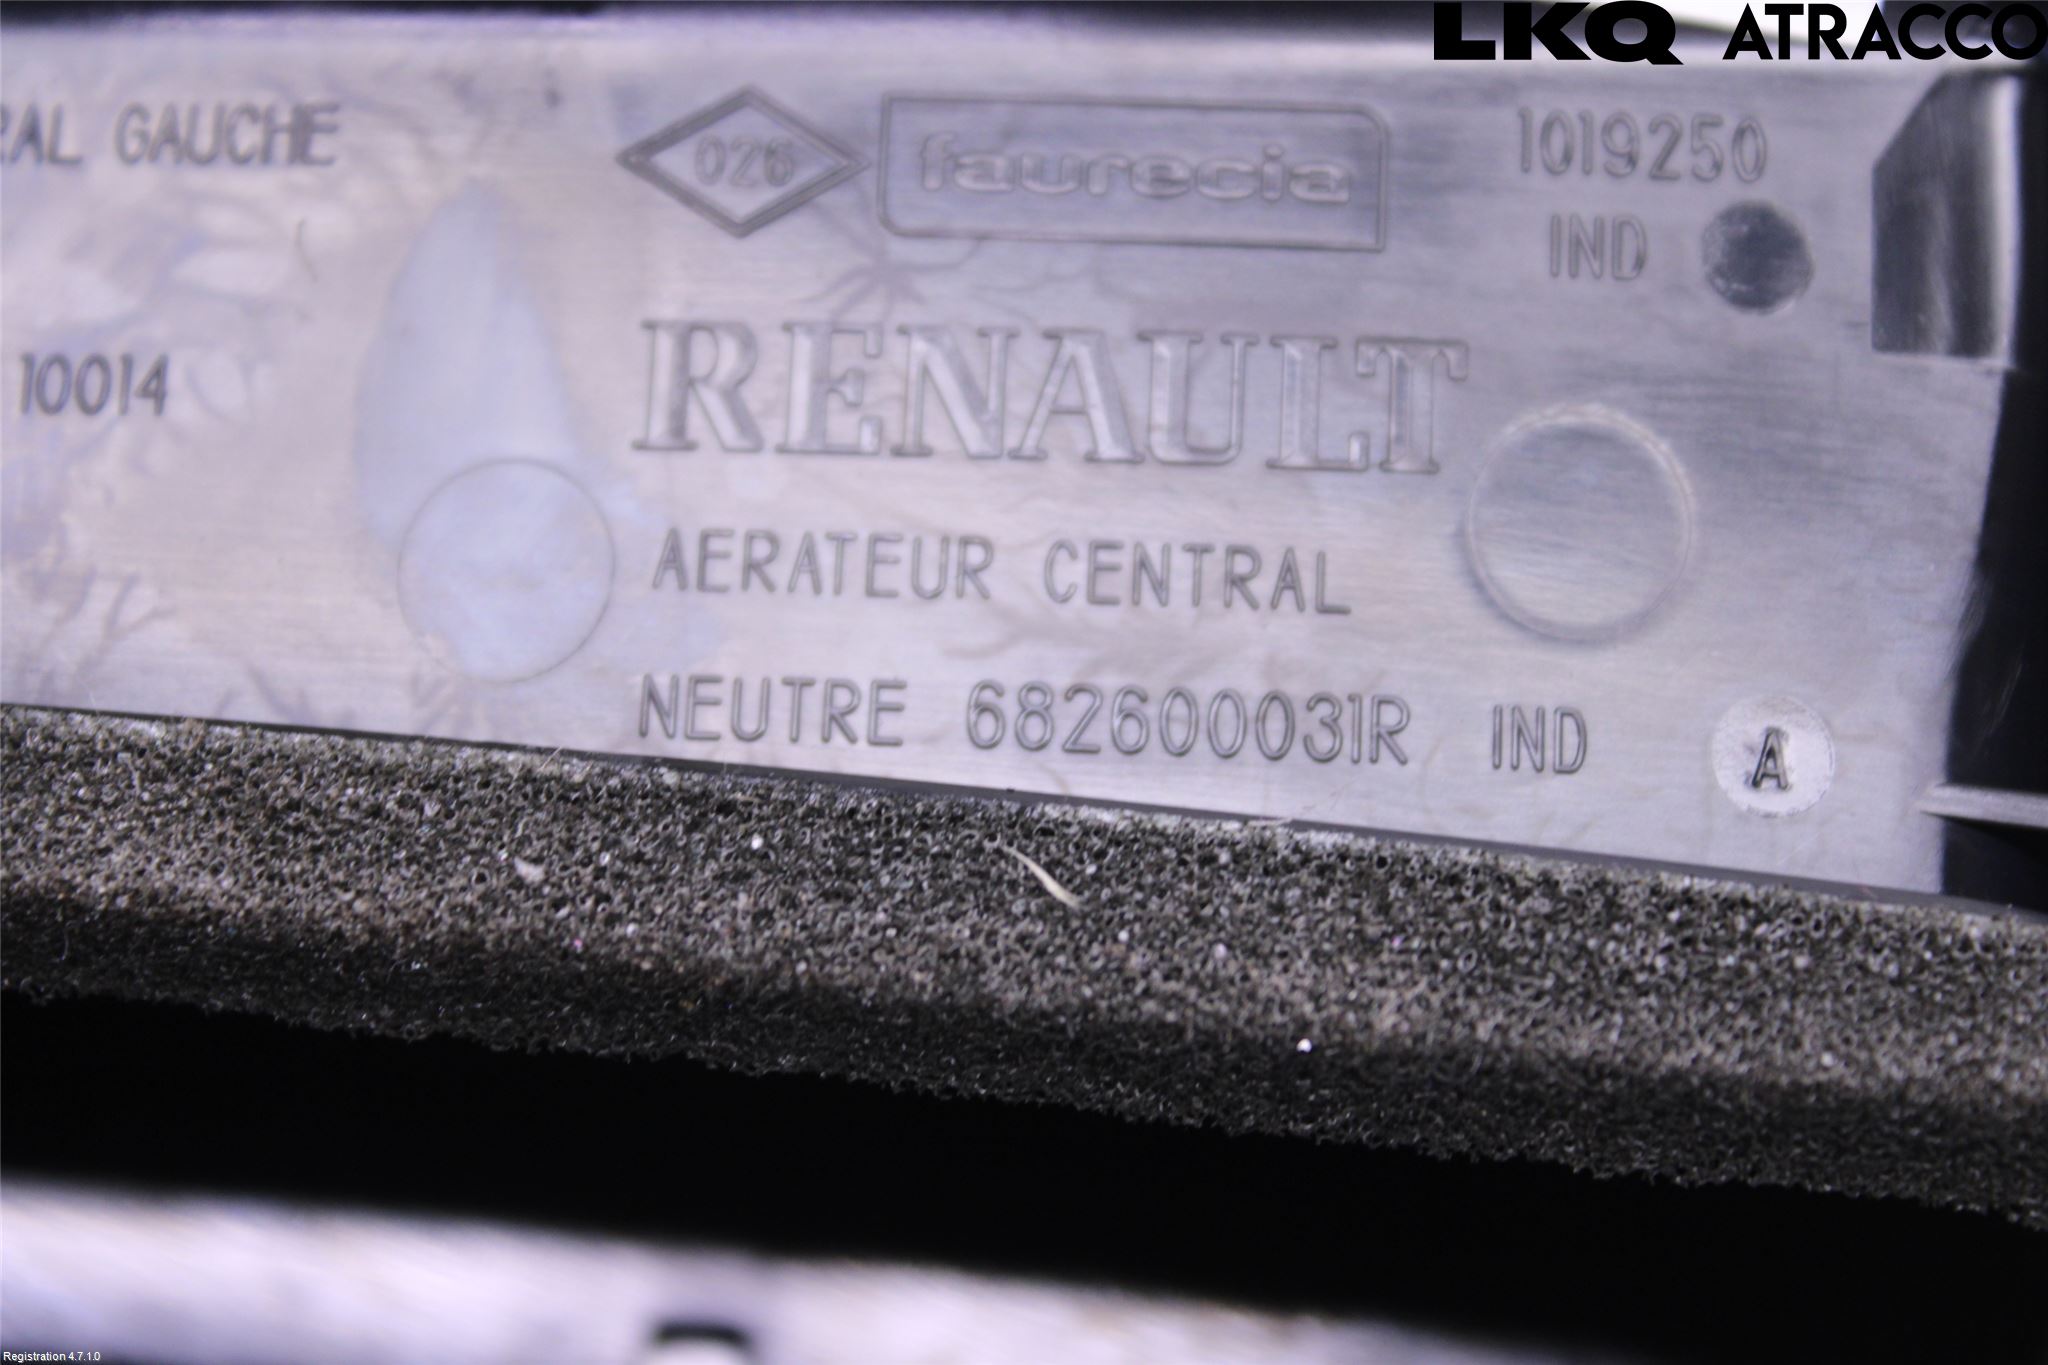 LKQ ATRACCO
RAL GAUCHE
10014
026
faurecia
1019250
IND
RENAULT
AERATEUR CENTRAL
NEUTRE 682600031R IND
A
Registration 4.7.1.0